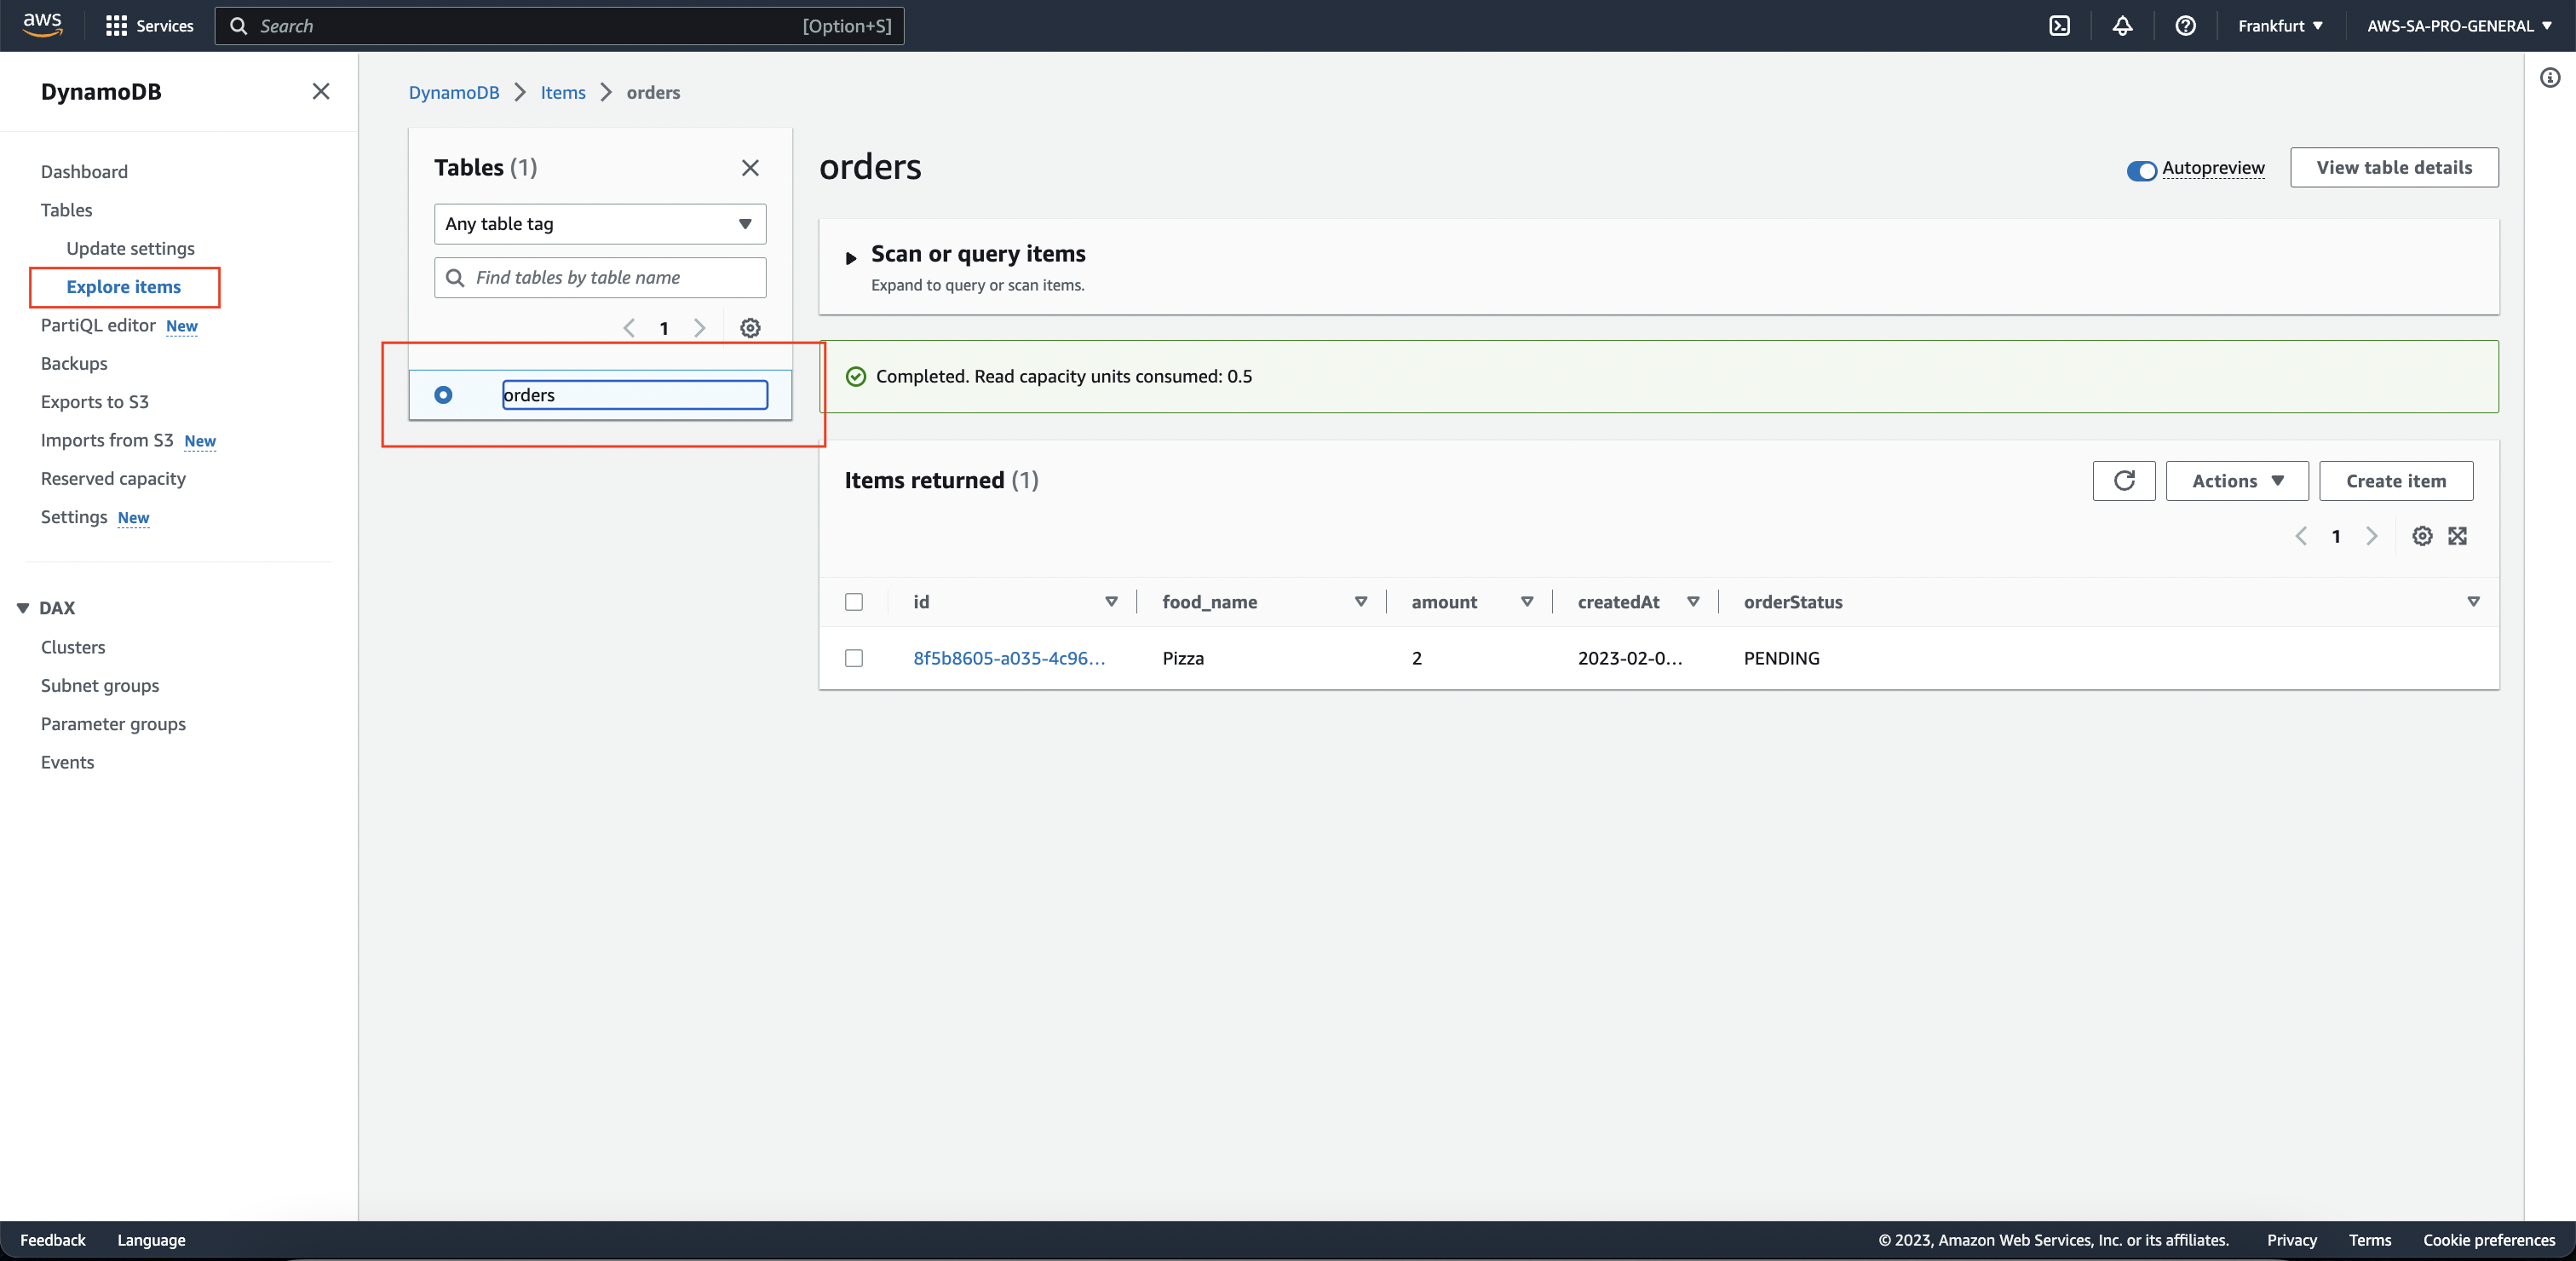 aws
Services
Search
[Option+S]
Frankfurt
AWS-SA-PRO-GENERAL
DynamoDB
Dashboard
Tables
Update settings
Explore items
PartiQL editor New
Backups
Exports to S3
Imports from S3 New
Reserved capacity
Settings New
DAX
Clusters
Subnet groups
Parameter groups
Events
DynamoDB Items orders
Tables (1)
Any table tag
Find tables by table name
1
orders
orders
Autopreview
View table details
Scan or query items
Expand to query or scan items.
Completed. Read capacity units consumed: 0.5
Items returned (1)
Actions
Create item
1
id food_name amount createdAt orderStatus
8f5b8605-a035-4c96... Pizza 2 2023-02-0... PENDING
Feedback Language
© 2023, Amazon Web Services, Inc. or its affiliates. Privacy Terms Cookie preferences